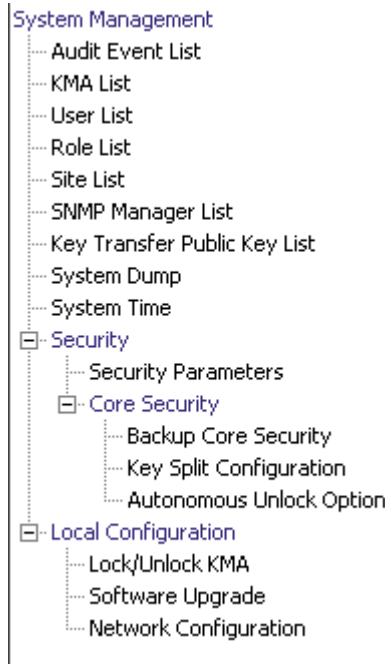 System Management
Audit Event List
KMA List
User List
Role List
Site List
SNMP Manager List
Key Transfer Public Key List
System Dump
System Time
Security
Security Parameters
Core Security
Backup Core Security
Key Split Configuration
Autonomous Unlock Option
Local Configuration
Lock/Unlock KMA
Software Upgrade
Network Configuration